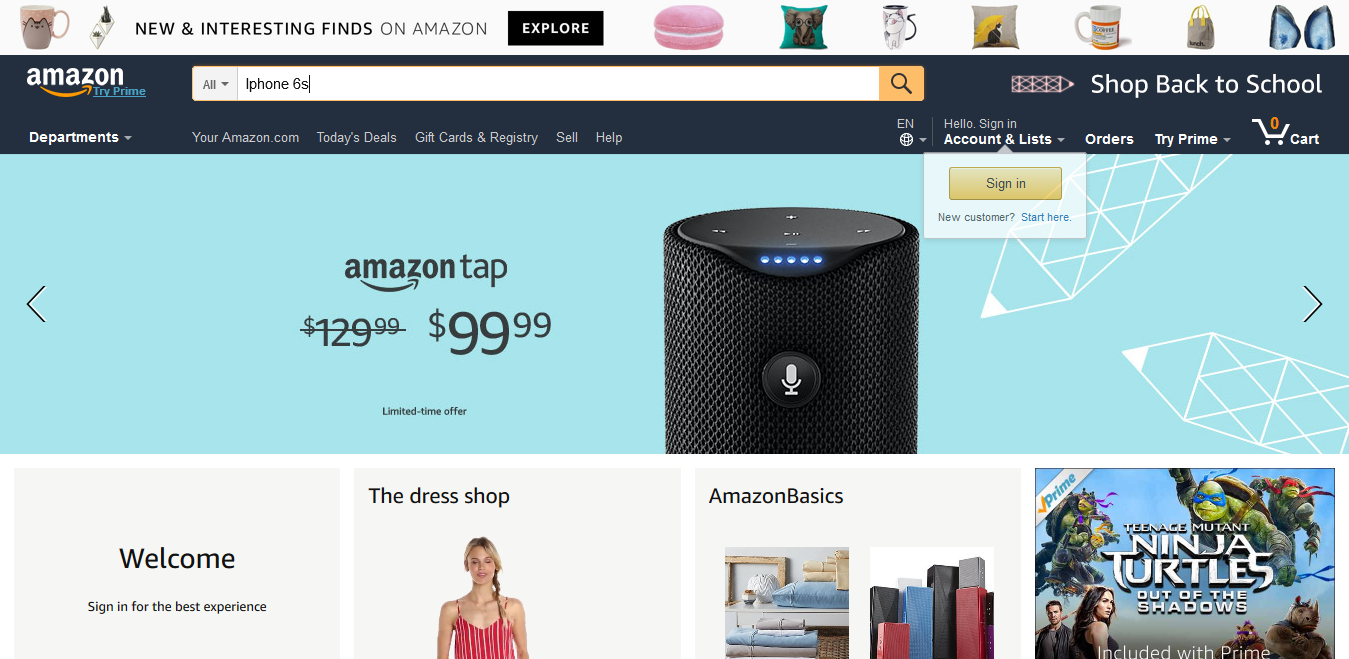 NEW & INTERESTING FINDS ON AMAZON EXPLORE
amazon
Try Prime
All
Iphone 6s
Shop Back to School
Departments
Your Amazon.com
Today's Deals
Gift Cards & Registry
Sell
Help
EN
Hello. Sign in
Account & Lists
Orders
Try Prime
0
Cart
Sign in
New customer? Start here.
amazon tap
$129.99 $99.99
Limited-time offer
Welcome
Sign in for the best experience
The dress shop
AmazonBasics
Prime
TEENAGE MUTANT
NINJA
TURTLES
OUT OF THE
SHADOWS
Included with Prime